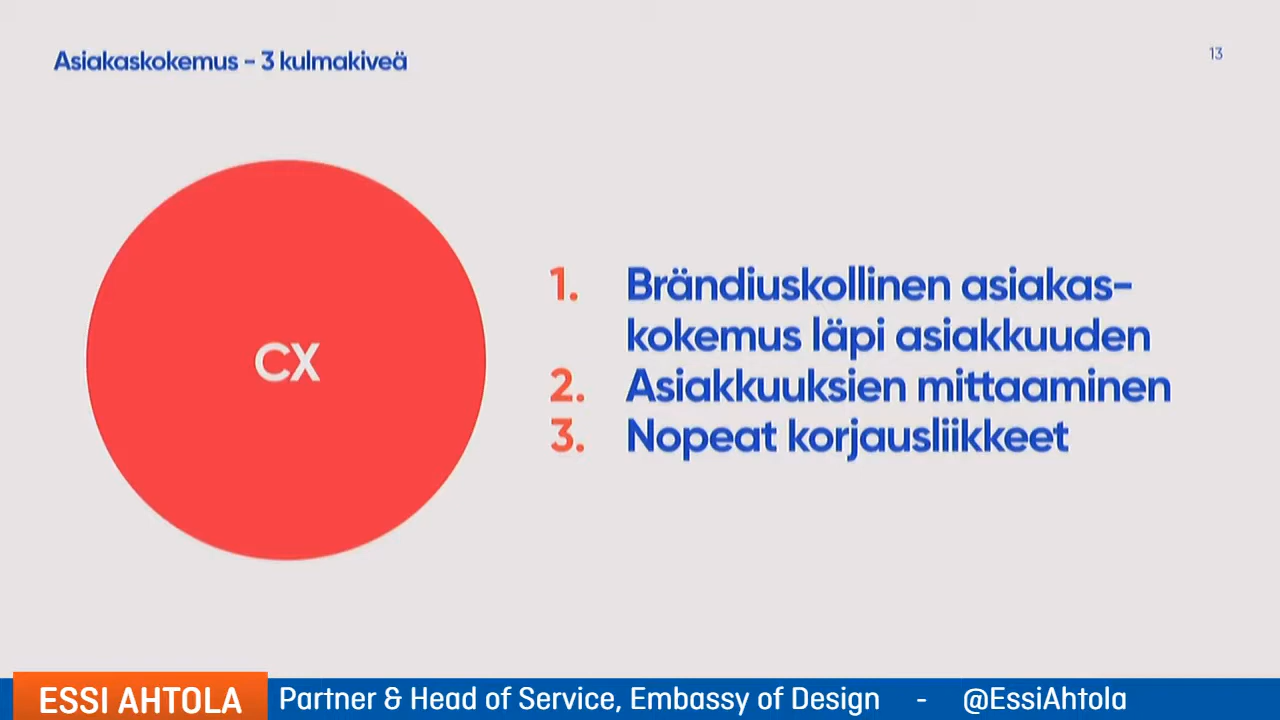 Asiakaskokemus – 3 kulmakiveä
13
CX
1. Brändiuskollinen asiakas-
kokemus läpi asiakkuuden
2. Asiakkuuksien mittaaminen
3. Nopeat korjausliikkeet
ESSI AHTOLA Partner & Head of Service, Embassy of Design - @EssiAhtola